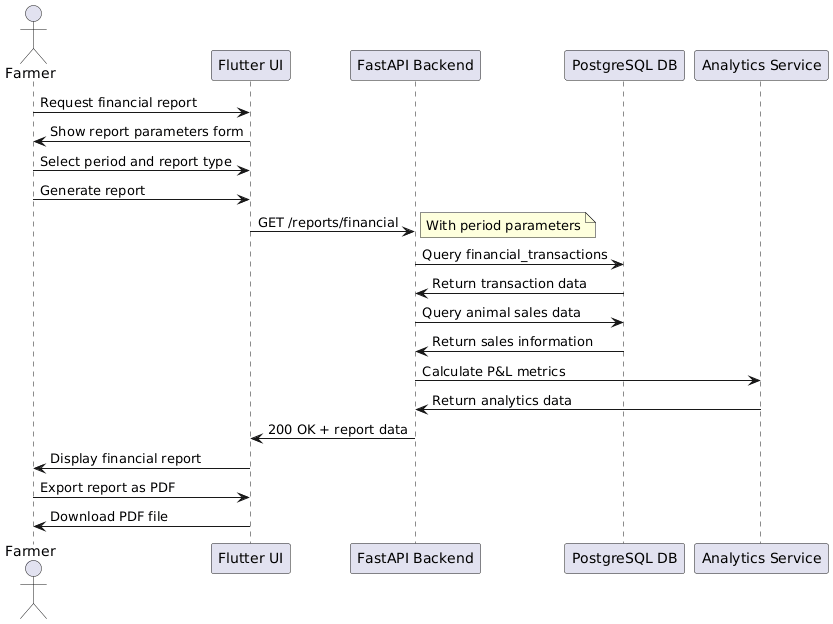 Farmer
Flutter UI
FastAPI Backend
PostgreSQL DB
Analytics Service
Request financial report
Show report parameters form
Select period and report type
Generate report
GET /reports/financial
With period parameters
Query financial_transactions
Return transaction data
Query animal sales data
Return sales information
Calculate P&L metrics
Return analytics data
200 OK + report data
Display financial report
Export report as PDF
Download PDF file
Farmer
Flutter UI
FastAPI Backend
PostgreSQL DB
Analytics Service